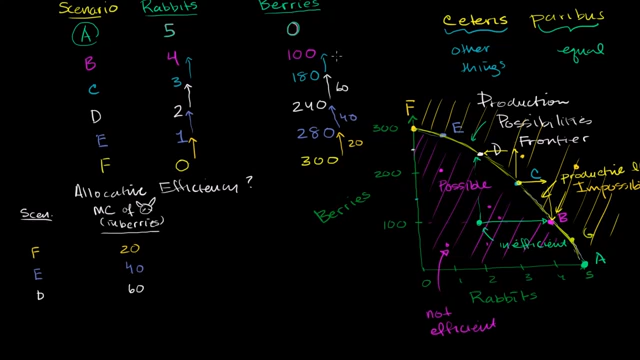 Scenario Rabbits Berries
A 5 0
B 4 100
C 3 180
60
D 2 240
40
E 1 280
20
F 0 300
Allocative Efficiency?
Scen. MC of
(in berries)
F 20
E 40
D 60
ceteris paribus
other things equal
Production
Possibilities
Frontier
F
E
D
C
B
G
A
300
200
100
0 1 2 3 4 5
Berries
Rabbits
Possible
Impossib
inefficient
not
efficient